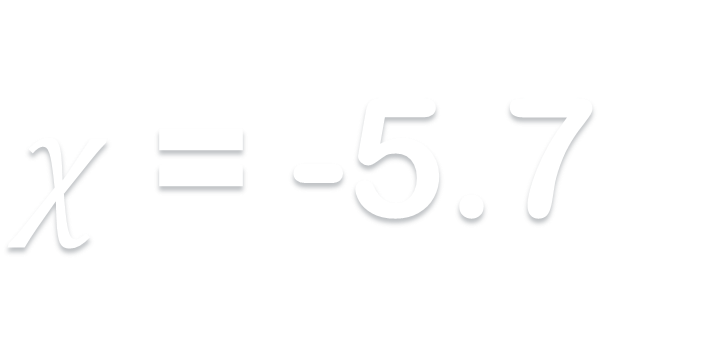 χ = -5.7